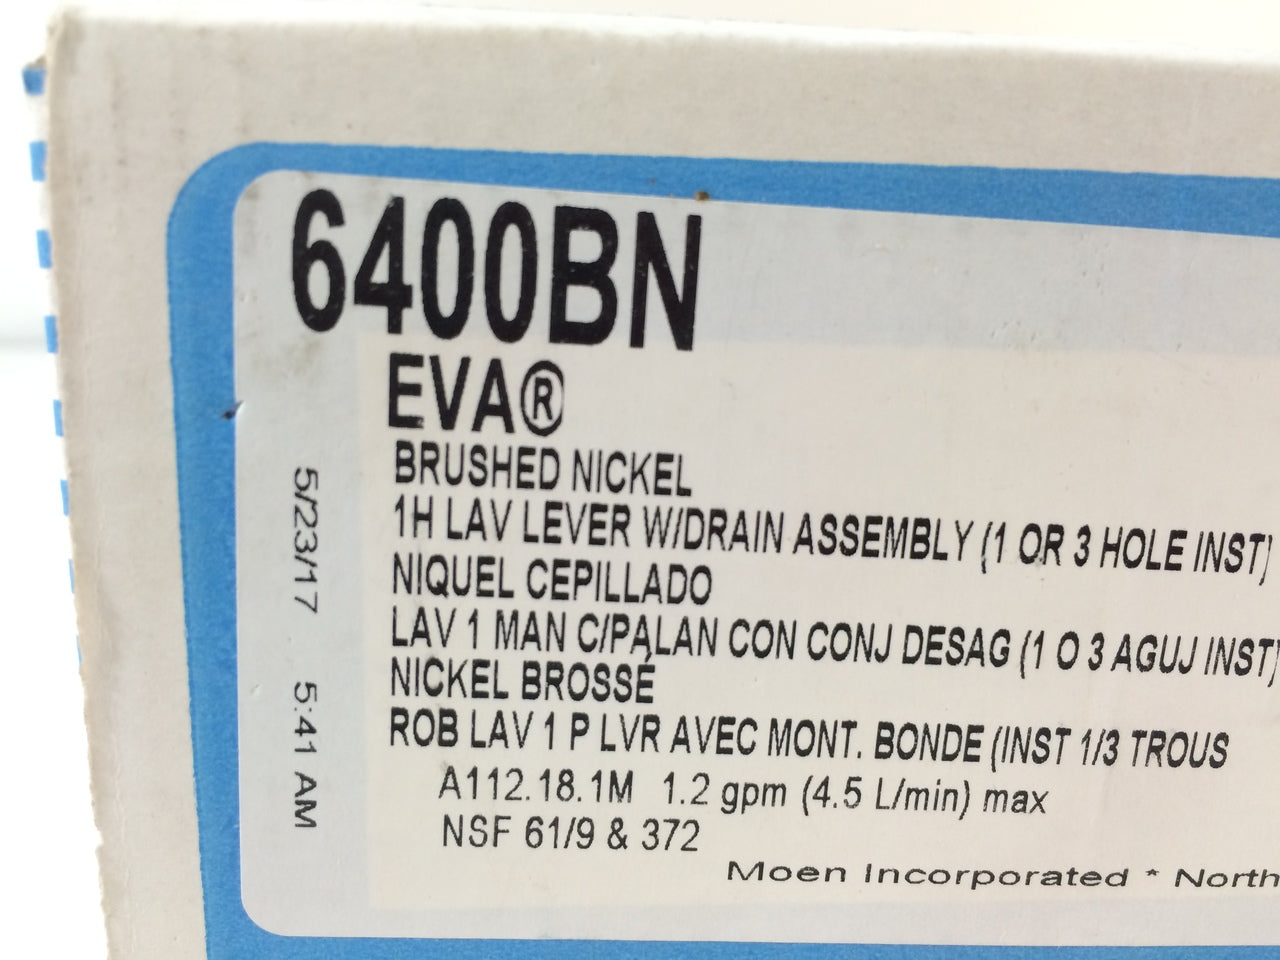 6400BN
EVA®
BRUSHED NICKEL
1H LAV LEVER W/DRAIN ASSEMBLY (1 OR 3 HOLE INST)
NIQUEL CEPILLADO
LAV 1 MAN C/PALAN CON CONJ DESAG (1 O 3 AGUJ INST)
NICKEL BROSSÉ
ROB LAV 1 P LVR AVEC MONT. BONDE (INST 1/3 TROUS
A112.18.1M 1.2 gpm (4.5 L/min) max
NSF 61/9 & 372
Moen Incorporated * North
5/23/17 5:41 AM